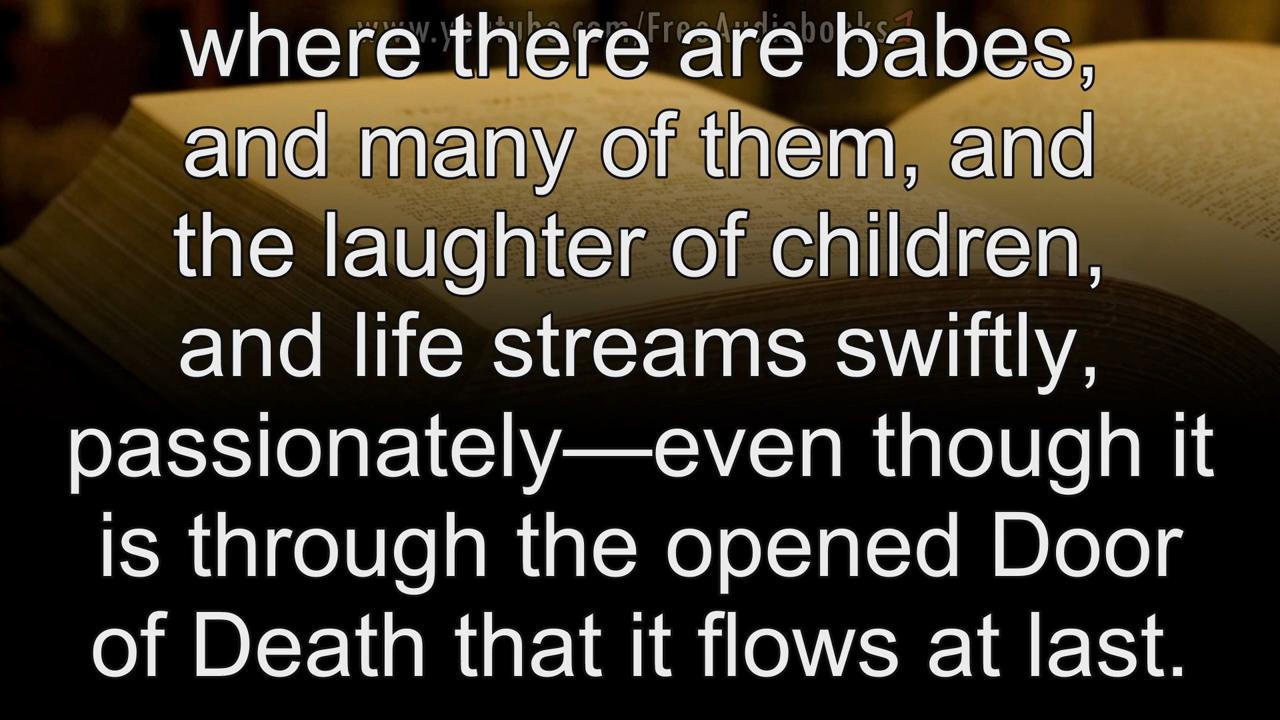 www.youtube.com/FreeAudiobooks1
where there are babes,
and many of them, and
the laughter of children,
and life streams swiftly,
passionately—even though it
is through the opened Door
of Death that it flows at last.